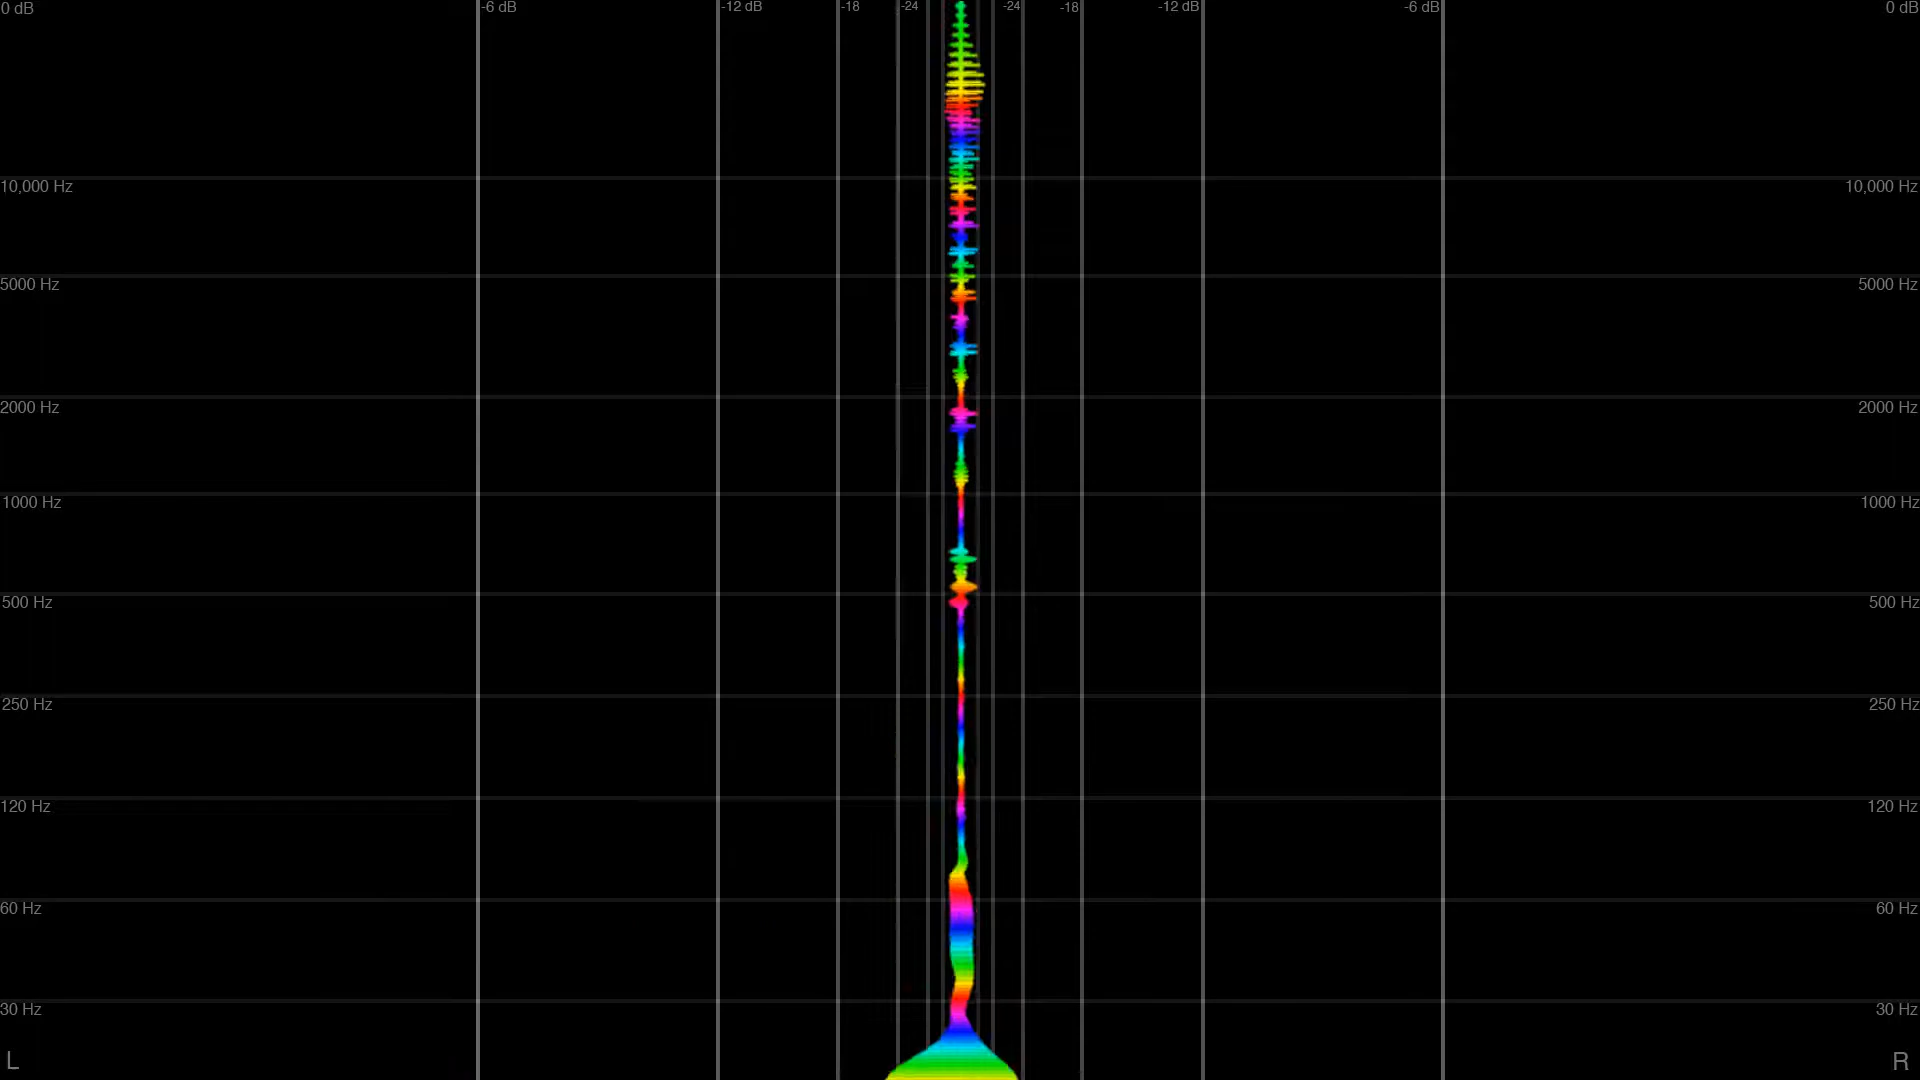 0 dB -6 dB -12 dB -18 -24 -24 -18 -12 dB -6 dB 0 dB
10,000 Hz 10,000 Hz
5000 Hz 5000 Hz
2000 Hz 2000 Hz
1000 Hz 1000 Hz
500 Hz 500 Hz
250 Hz 250 Hz
120 Hz 120 Hz
60 Hz 60 Hz
30 Hz 30 Hz
L R